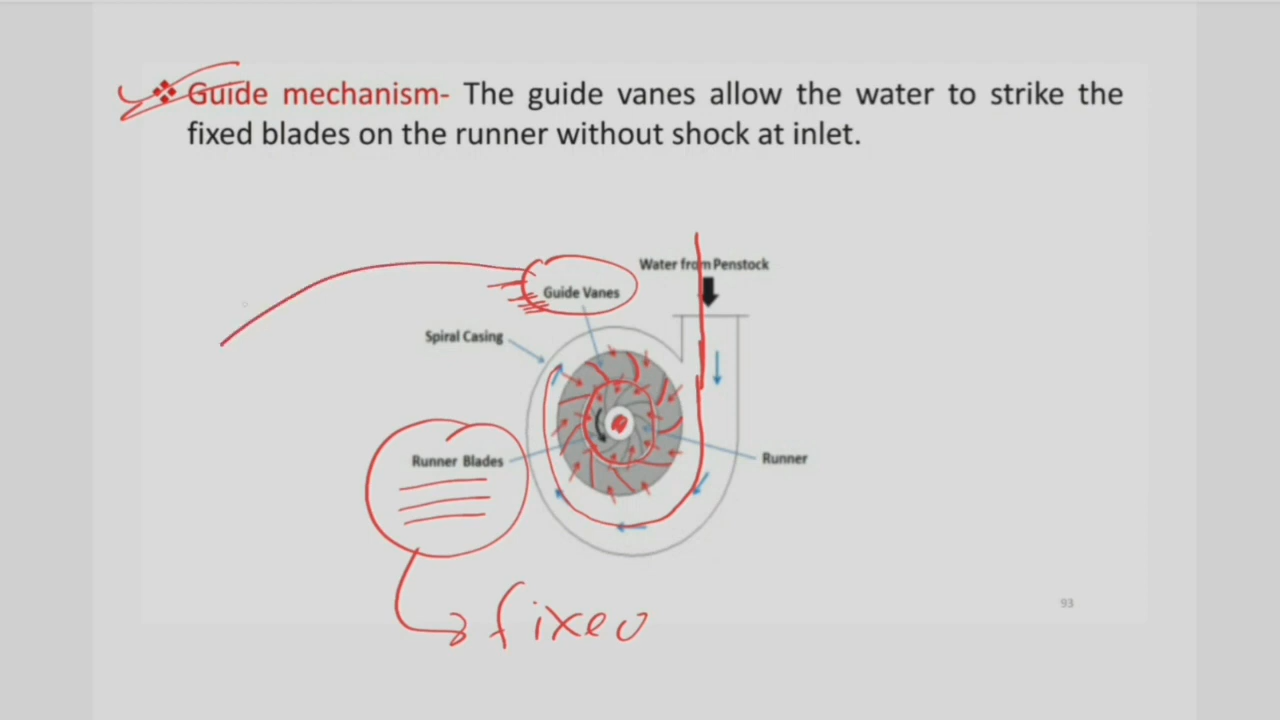 ❖ Guide mechanism- The guide vanes allow the water to strike the
fixed blades on the runner without shock at inlet.
Water from Penstock
Guide Vanes
Spiral Casing
Runner Blades
Runner
fixed
93